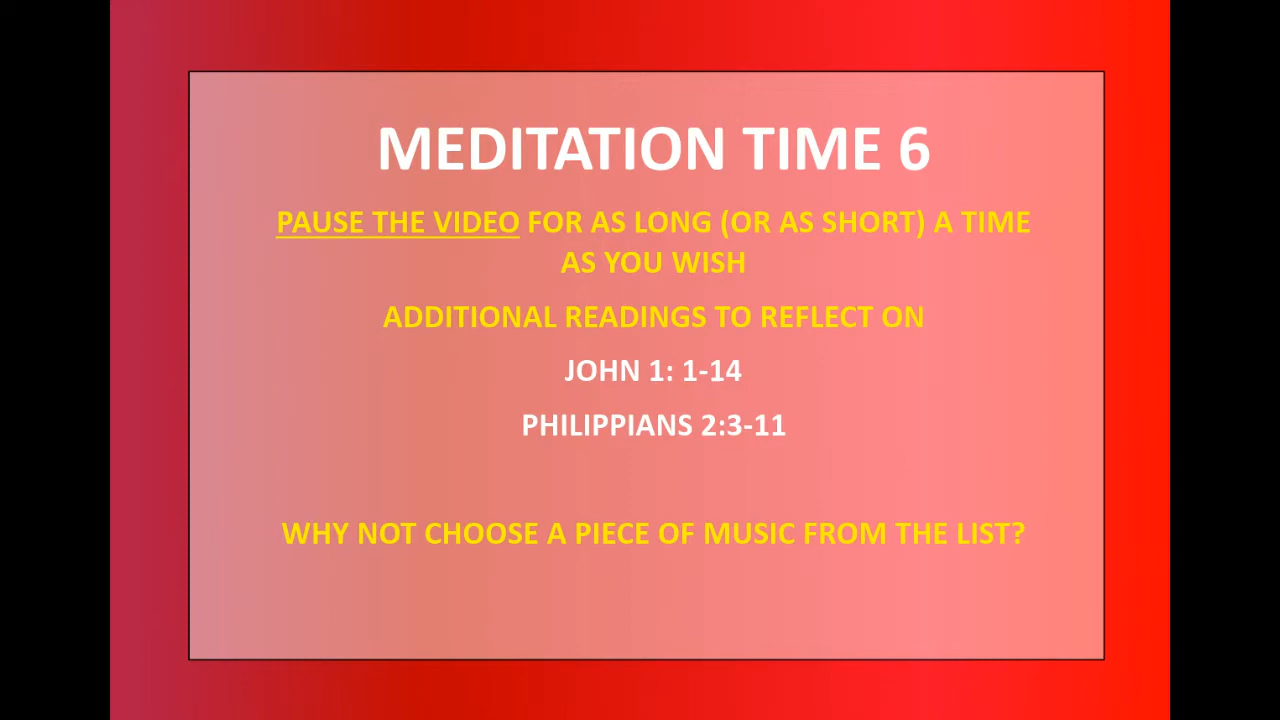 MEDITATION TIME 6
PAUSE THE VIDEO FOR AS LONG (OR AS SHORT) A TIME
AS YOU WISH
ADDITIONAL READINGS TO REFLECT ON
JOHN 1: 1-14
PHILIPPIANS 2:3-11
WHY NOT CHOOSE A PIECE OF MUSIC FROM THE LIST?